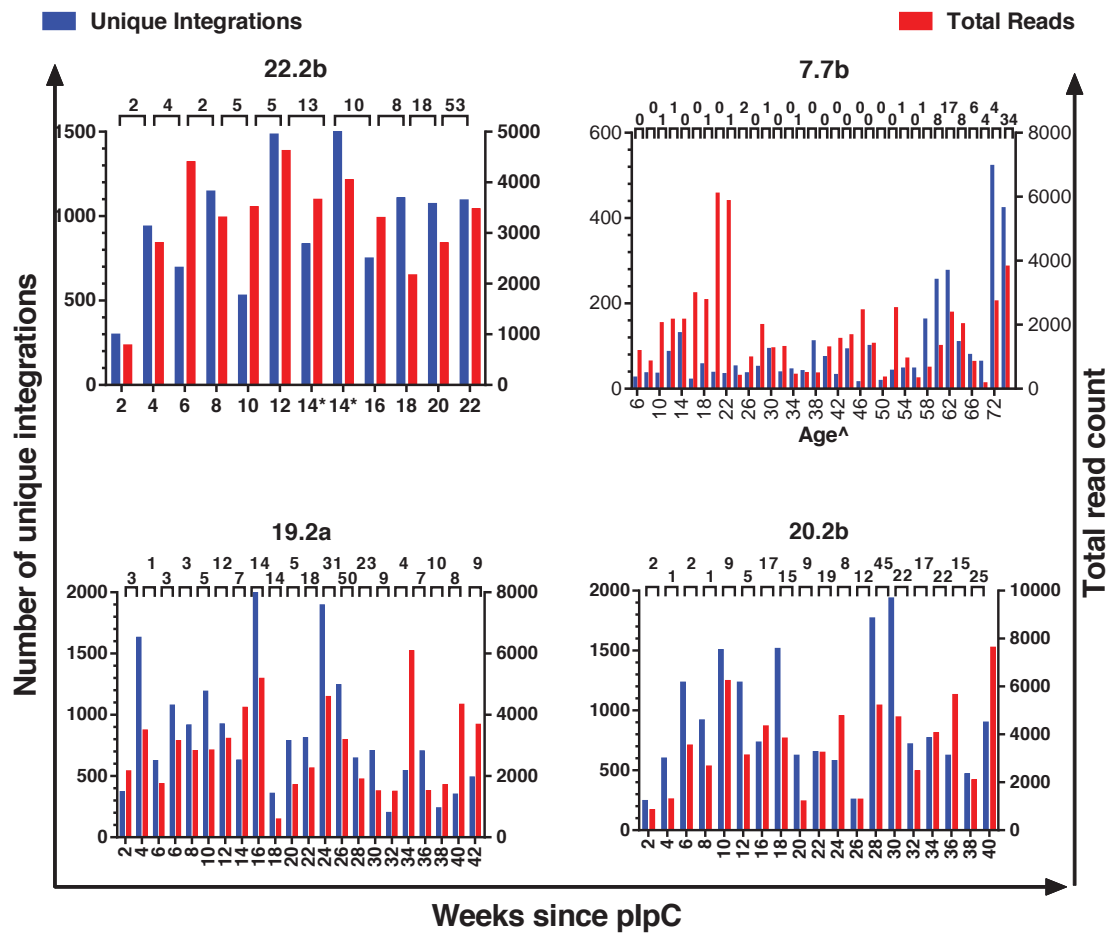 Unique Integrations
Total Reads
Number of unique integrations
22.2b
2 4 2 5 5 13 10 8 18 53
1500
1000
500
0
5000
4000
3000
2000
1000
0
2 4 6 8 10 12 14* 14* 16 18 20 22
7.7b
0 1 0 0 2 1 0 0 0 0 0 1 1 17 6 4
0 1 0 1 1 0 0 1 0 0 0 0 0 8 8 4 34
600
400
200
0
8000
6000
4000
2000
0
6 10 14 18 22 26 30 34 38 42 46 50 54 58 62 66 72
Age^
19.2a
1 3 12 14 5 31 23 4 10 9
3 3 5 7 14 18 50 9 7 8
2000
1500
1000
500
0
8000
6000
4000
2000
0
2 4 6 6 8 10 12 14 16 18 20 22 24 26 28 30 32 34 36 38 40 42
20.2b
2 2 9 17 9 8 45 17 15
1 1 5 15 19 12 22 22 25
2000
1500
1000
500
0
10000
8000
6000
4000
2000
0
2 4 6 8 10 12 16 18 20 22 24 26 28 30 32 34 36 38 40
Total read count
Weeks since pIpC